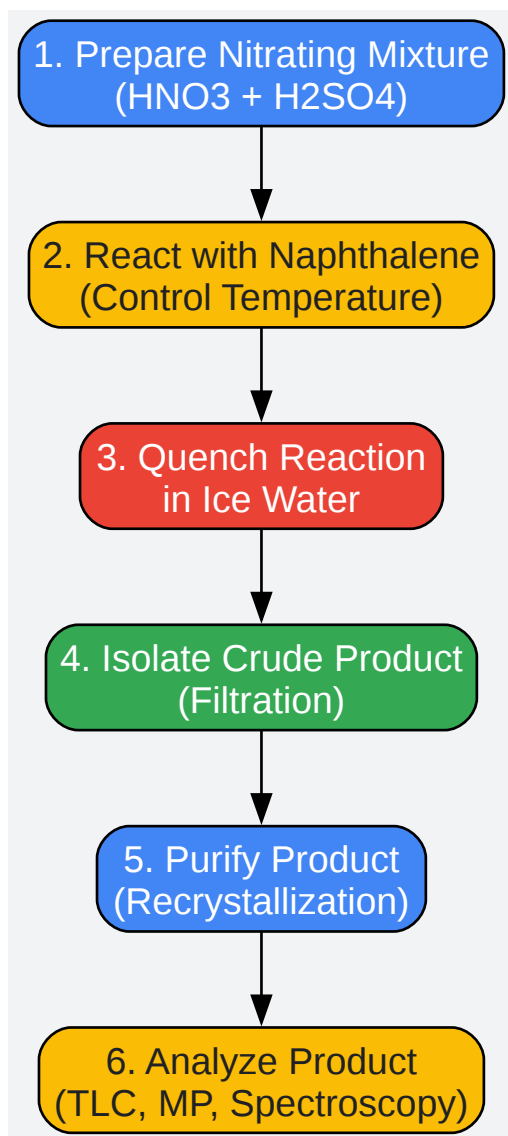 1. Prepare Nitrating Mixture
(HNO3 + H2SO4)
2. React with Naphthalene
(Control Temperature)
3. Quench Reaction
in Ice Water
4. Isolate Crude Product
(Filtration)
5. Purify Product
(Recrystallization)
6. Analyze Product
(TLC, MP, Spectroscopy)